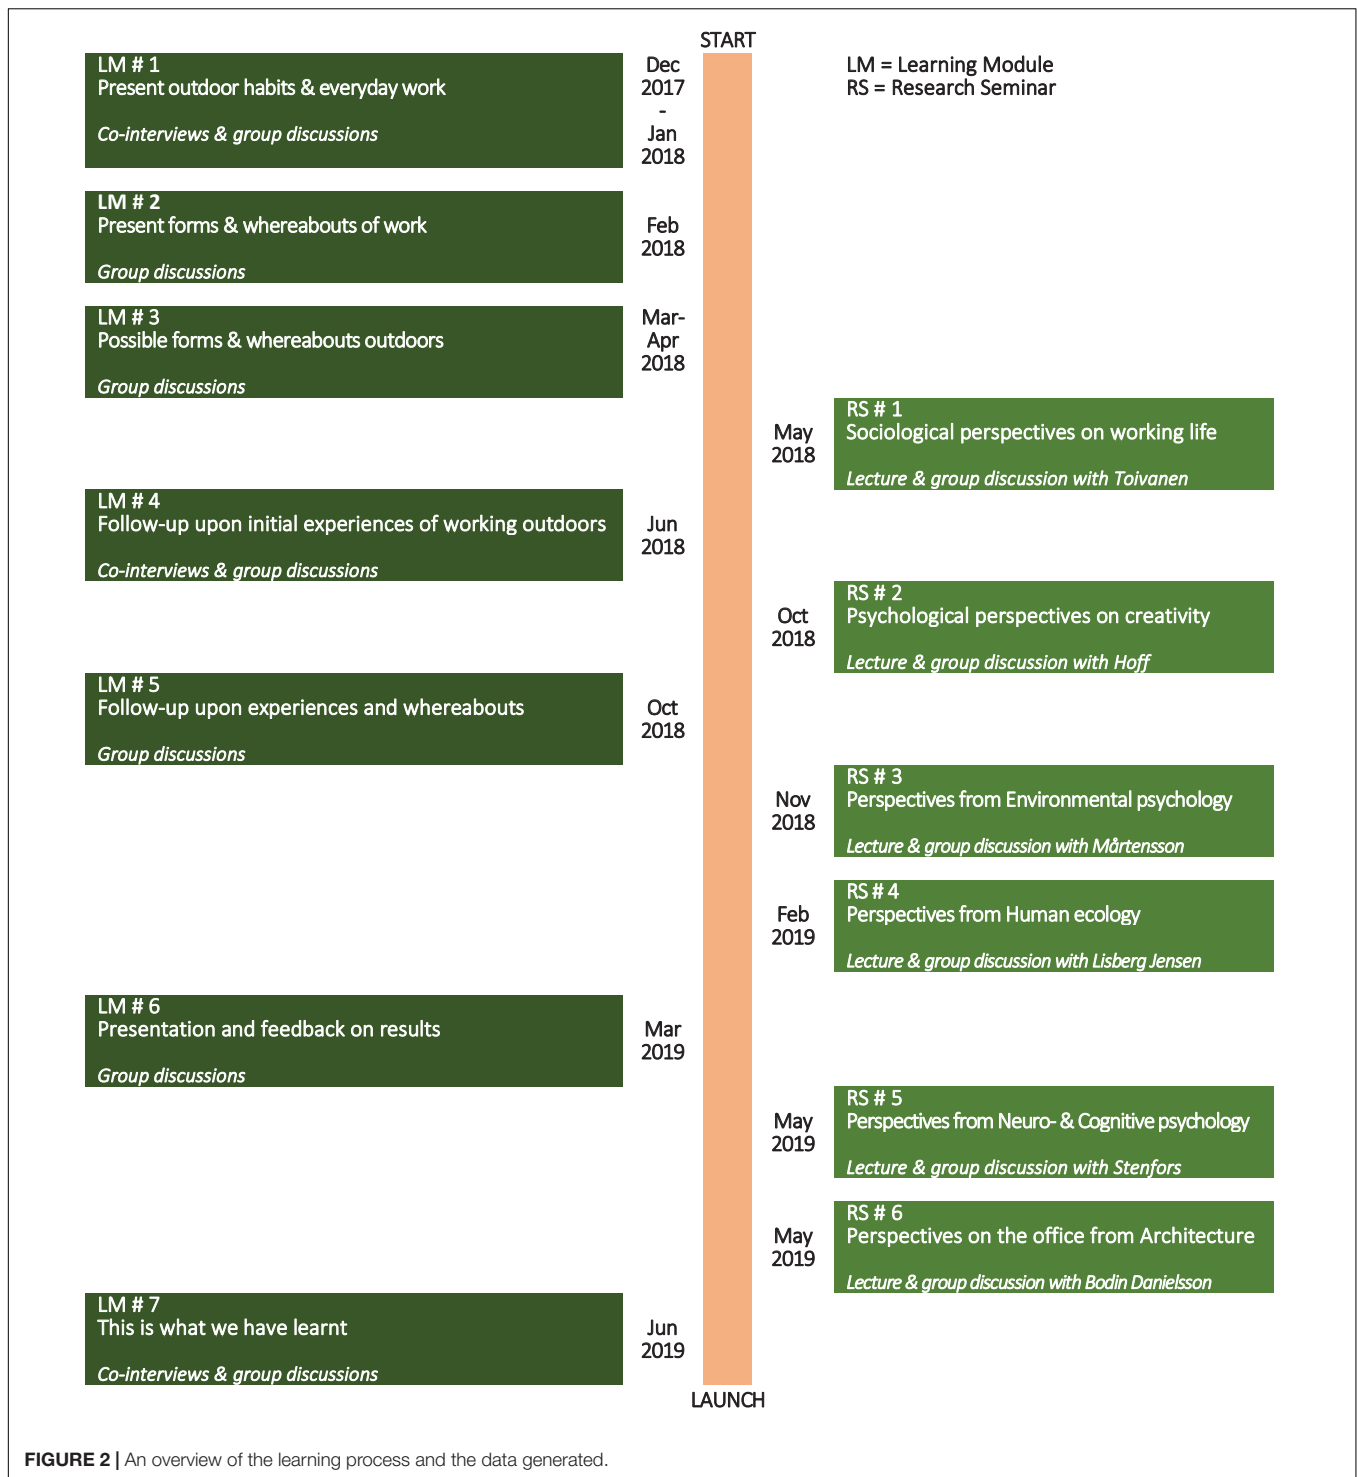 START
LM # 1
Present outdoor habits & everyday work
Co-interviews & group discussions
Dec
2017
-
Jan
2018
LM = Learning Module
RS = Research Seminar
LM # 2
Present forms & whereabouts of work
Group discussions
Feb
2018
LM # 3
Possible forms & whereabouts outdoors
Group discussions
Mar-
Apr
2018
May
2018
RS # 1
Sociological perspectives on working life
Lecture & group discussion with Toivanen
LM # 4
Follow-up upon initial experiences of working outdoors
Co-interviews & group discussions
Jun
2018
Oct
2018
RS # 2
Psychological perspectives on creativity
Lecture & group discussion with Hoff
LM # 5
Follow-up upon experiences and whereabouts
Group discussions
Oct
2018
Nov
2018
RS # 3
Perspectives from Environmental psychology
Lecture & group discussion with Mårtensson
Feb
2019
RS # 4
Perspectives from Human ecology
Lecture & group discussion with Lisberg Jensen
LM # 6
Presentation and feedback on results
Group discussions
Mar
2019
May
2019
RS # 5
Perspectives from Neuro- & Cognitive psychology
Lecture & group discussion with Stenfors
May
2019
RS # 6
Perspectives on the office from Architecture
Lecture & group discussion with Bodin Danielsson
LM # 7
This is what we have learnt
Co-interviews & group discussions
Jun
2019
LAUNCH
FIGURE 2 | An overview of the learning process and the data generated.